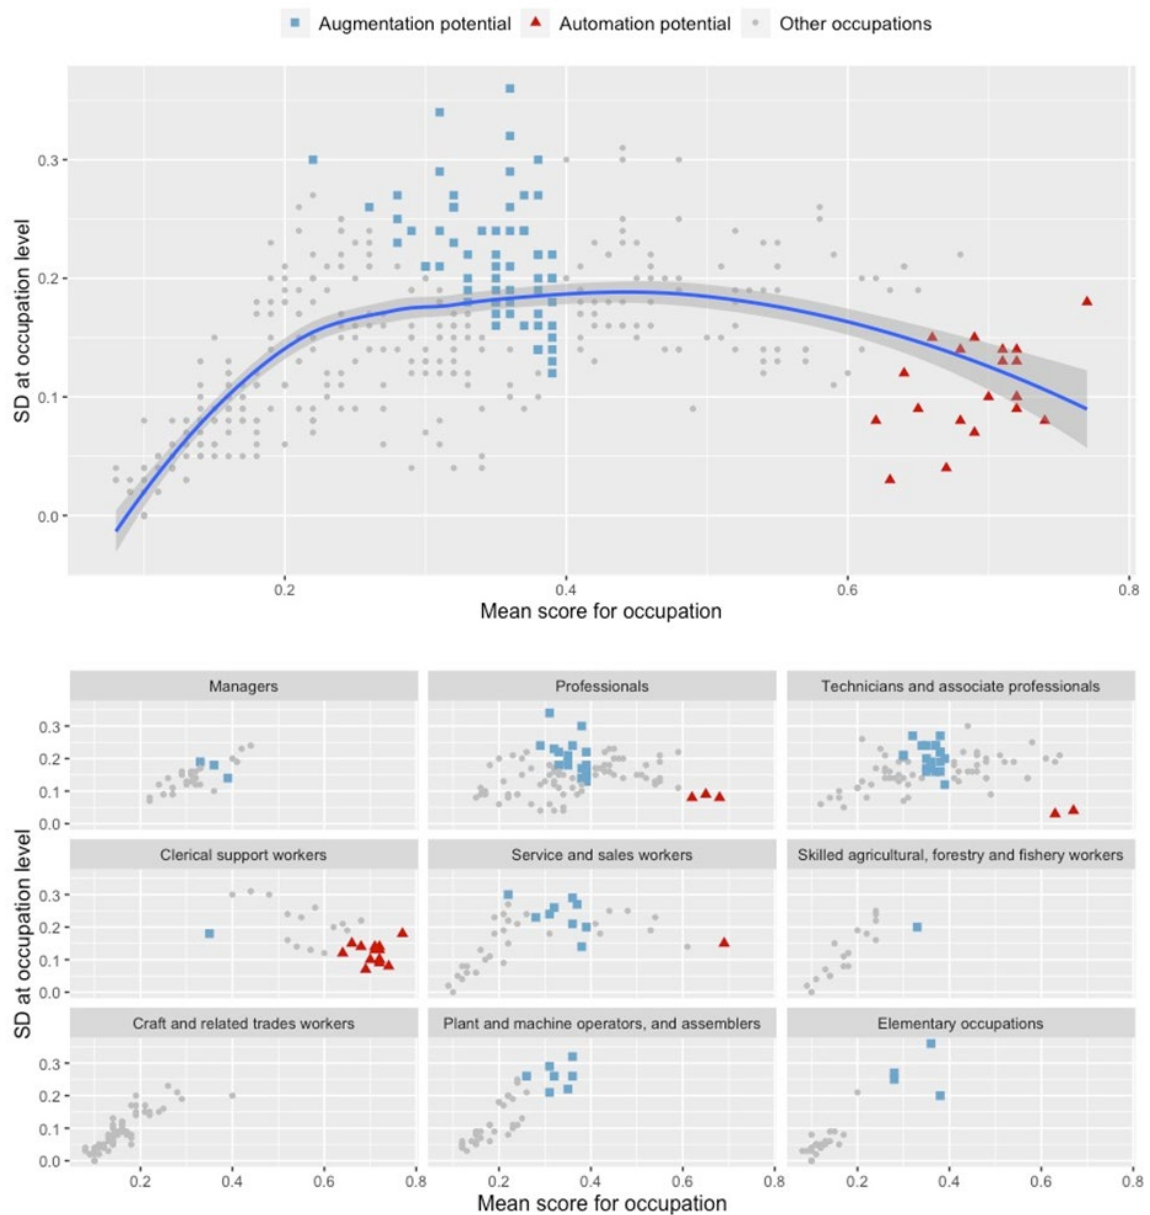 Augmentation potential Automation potential Other occupations
0.3
0.2
0.1
0.0
SD at occupation level
0.2 0.4 0.6 0.8
Mean score for occupation
Managers Professionals Technicians and associate professionals
0.3
0.2
0.1
0.0
Clerical support workers Service and sales workers Skilled agricultural, forestry and fishery workers
0.3
0.2
0.1
0.0
SD at occupation level
Craft and related trades workers Plant and machine operators, and assemblers Elementary occupations
0.3
0.2
0.1
0.0
0.2 0.4 0.6 0.8 0.2 0.4 0.6 0.8 0.2 0.4 0.6 0.8
Mean score for occupation